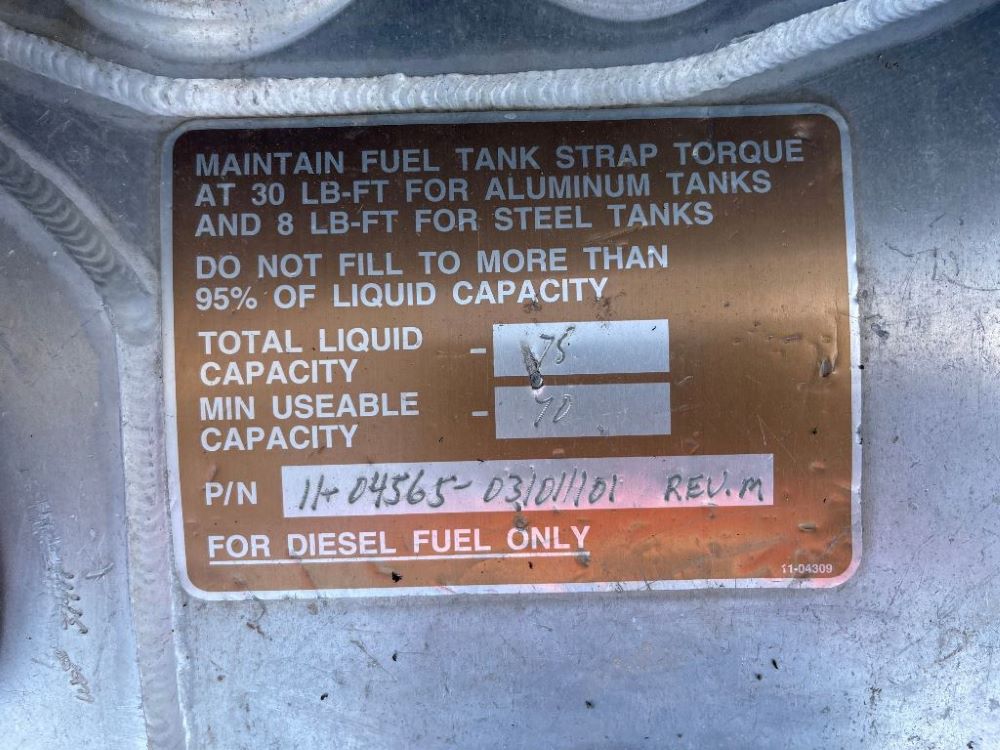 MAINTAIN FUEL TANK STRAP TORQUE
AT 30 LB-FT FOR ALUMINUM TANKS
AND 8 LB-FT FOR STEEL TANKS
DO NOT FILL TO MORE THAN
95% OF LIQUID CAPACITY
TOTAL LIQUID
CAPACITY - 75
MIN USEABLE
CAPACITY - 70
P/N 11-04565-031011101 REV.M
FOR DIESEL FUEL ONLY
11-04309